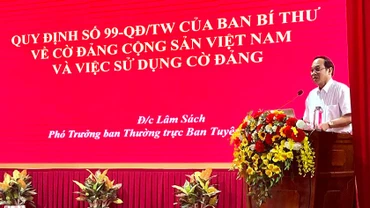 QUY ĐỊNH SỐ 99-QĐ/TW CỦA BAN BÍ THƯ
VỀ CỜ ĐẢNG CỘNG SẢN VIỆT NAM
VÀ VIỆC SỬ DỤNG CỜ ĐẢNG
Đ/c Lâm Sách
Phó Trưởng ban Thường trực Ban Tuyê